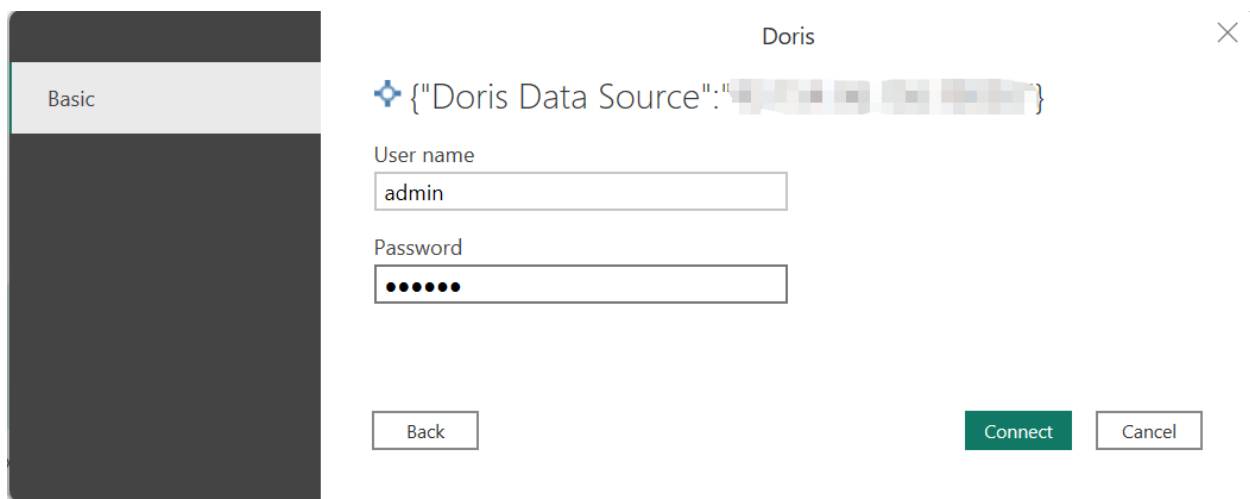 Doris
Basic
{"Doris Data Source":""}
User name
admin
Password
Back
Connect
Cancel